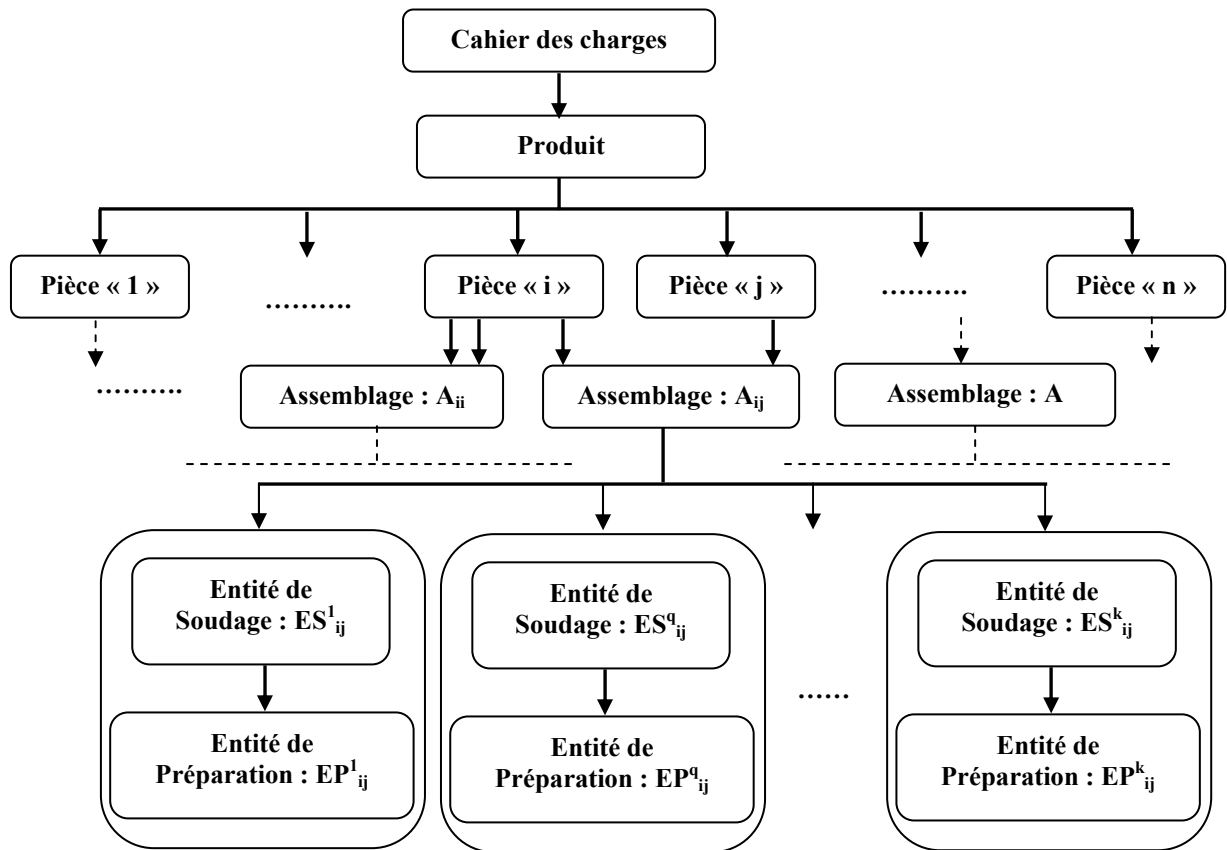 Cahier des charges
Produit
Pièce « 1 »
……….
Pièce « i »
Pièce « j »
……….
Pièce « n »
……….
Assemblage : Aii
Assemblage : Aij
Assemblage : A
Entité de
Soudage : ES1ij
Entité de
Préparation : EP1ij
Entité de
Soudage : ESqij
Entité de
Préparation : EPqij
……
Entité de
Soudage : ESkij
Entité de
Préparation : EPkij